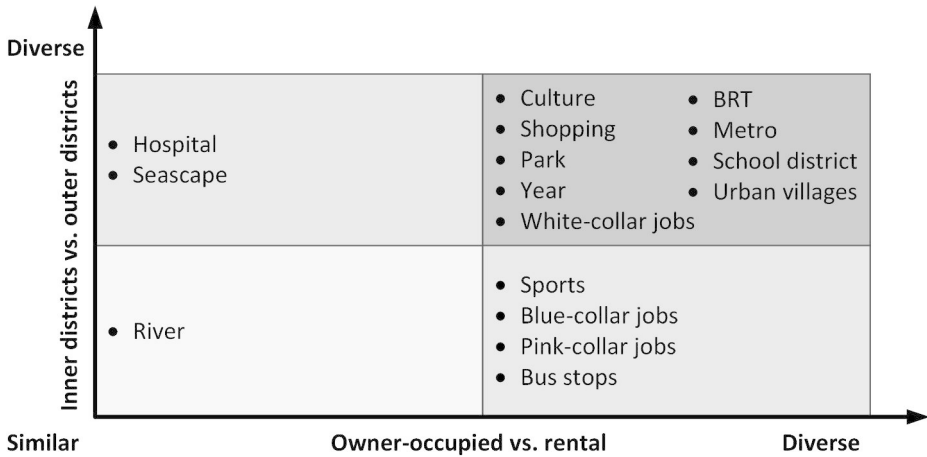 Diverse
Inner districts vs. outer districts
Hospital
Seascape
Culture
Shopping
Park
Year
White-collar jobs
BRT
Metro
School district
Urban villages
River
Sports
Blue-collar jobs
Pink-collar jobs
Bus stops
Similar
Owner-occupied vs. rental
Diverse